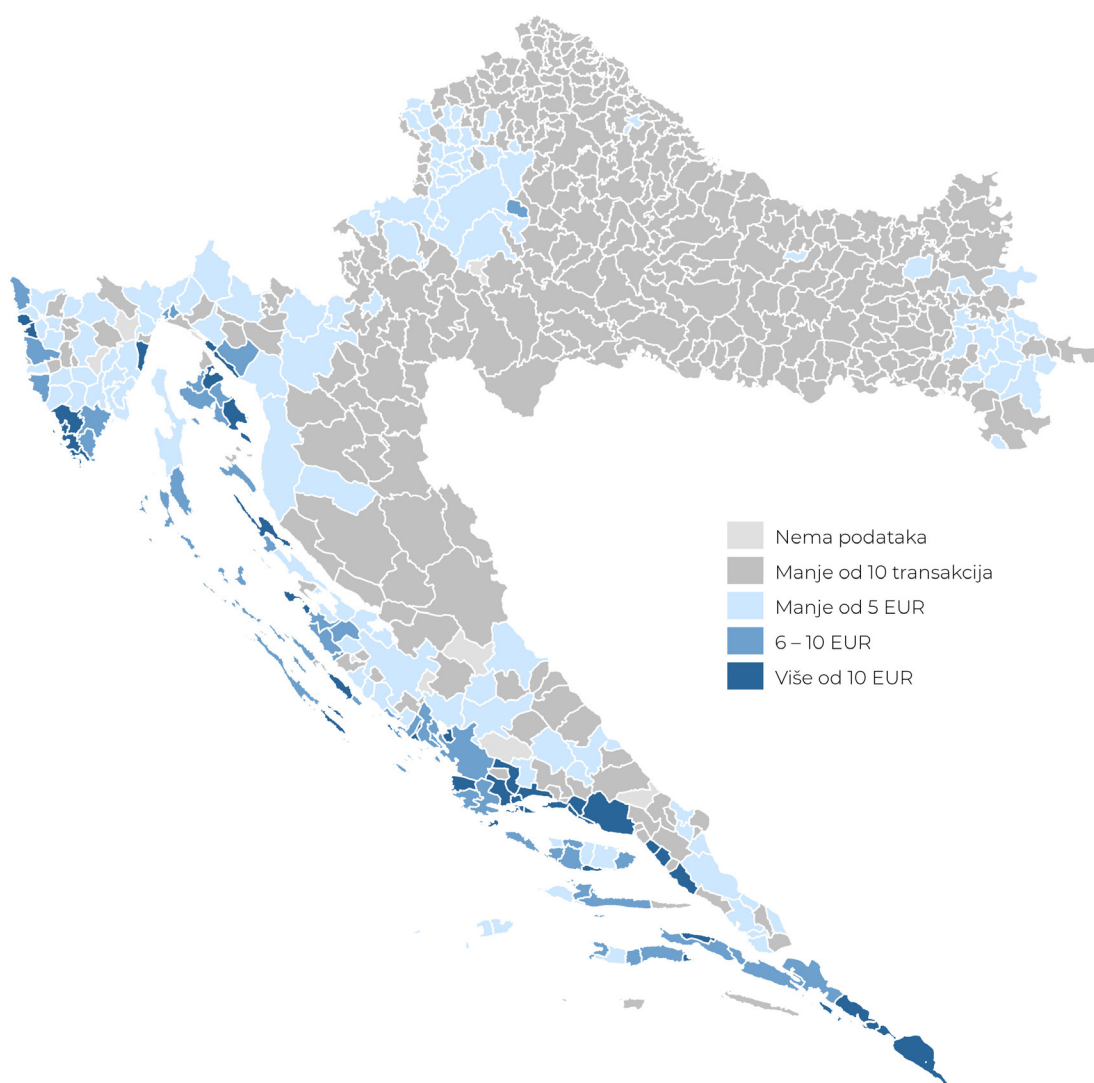 Nema podataka
Manje od 10 transakcija
Manje od 5 EUR
6 – 10 EUR
Više od 10 EUR